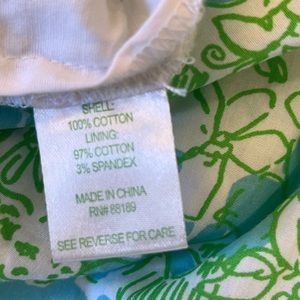 SHELL:
100% COTTON
LINING:
97% COTTON
3% SPANDEX
MADE IN CHINA
RN# 88189
SEE REVERSE FOR CARE